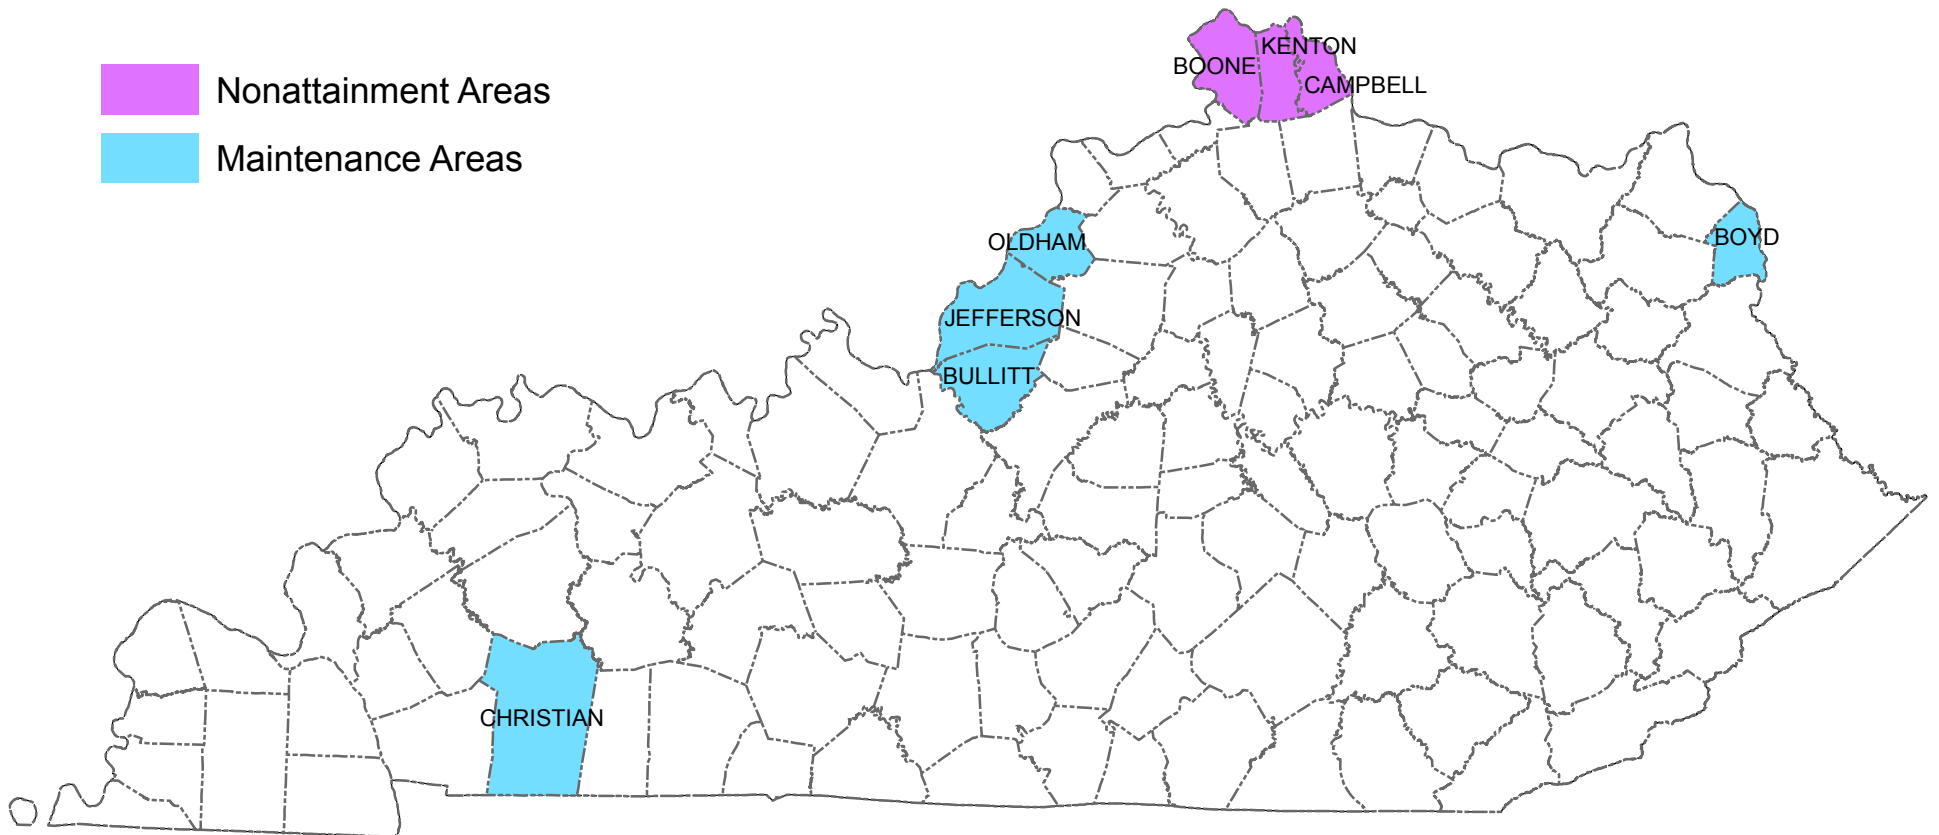 Nonattainment Areas
Maintenance Areas
KENTON
BOONE
CAMPBELL
OLDHAM
BOYD
JEFFERSON
BULLITT
CHRISTIAN